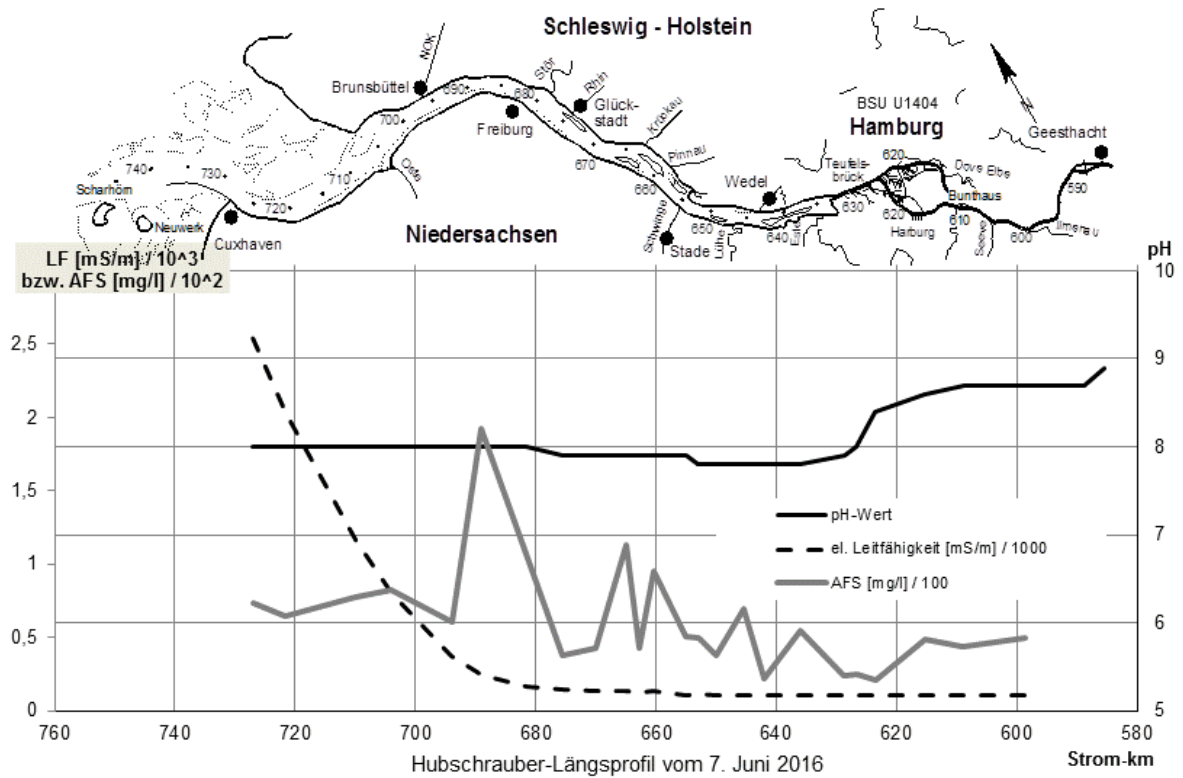 Schleswig - Holstein
NOK
Brunsbüttel
690
680
Stör
Rhin
Glück-
stadt
700
Freiburg
Krückau
BSU U1404
Hamburg
N
Geesthacht
740
730
710
Oste
670
Pinnau
660
Wedel
Teufels-
brück
620
Dove Elbe
590
Scharhörn
720
Neuwerk
Cuxhaven
Niedersachsen
Schwinge
Stade
650
Lühe
640
630
620
Harburg
Bunthaus
610
600
Ilmenau
LF [mS/m] / 10^3
bzw. AFS [mg/l] / 10^2
pH
10
2,5
9
2
8
1,5
7
pH-Wert
el. Leitfähigkeit [mS/m] / 1000
AFS [mg/l] / 100
1
6
0,5
0
5
760 740 720 700 680 660 640 620 600 580
Hubschrauber-Längsprofil vom 7. Juni 2016
Strom-km